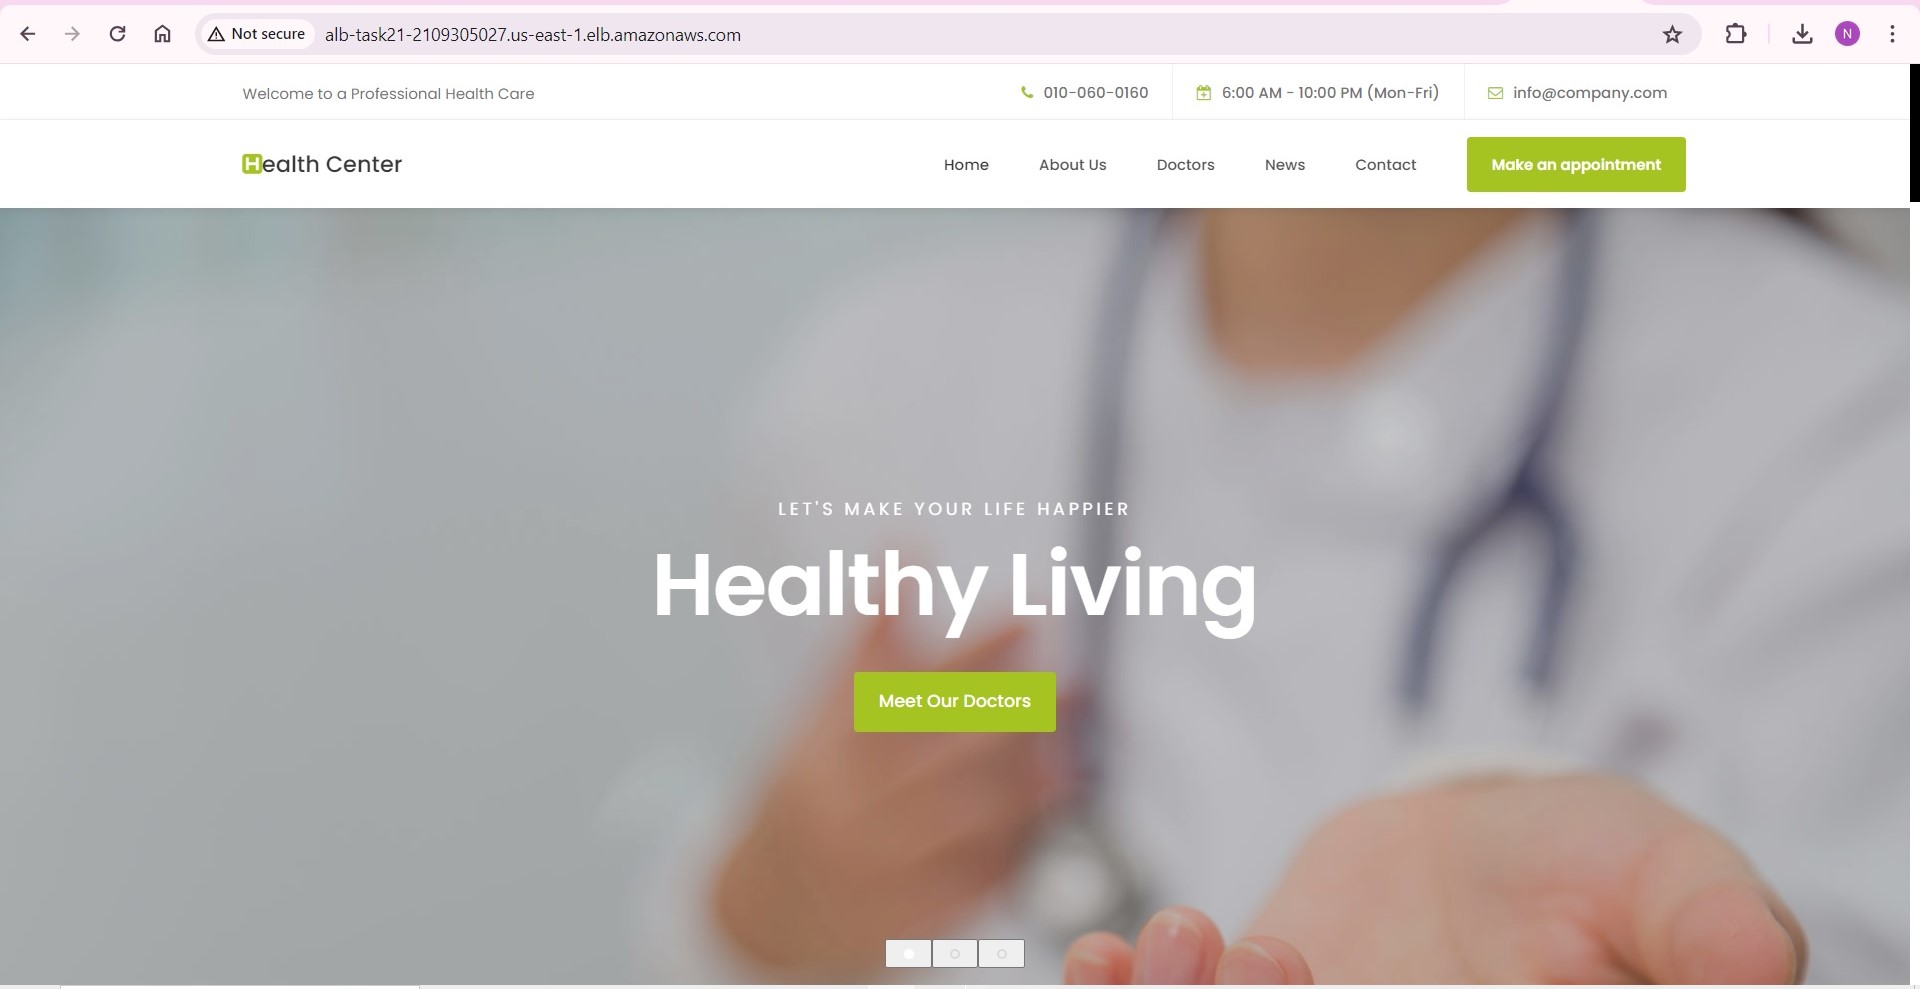 Not secure alb-task21-2109305027.us-east-1.elb.amazonaws.com N
Welcome to a Professional Health Care 010-060-0160 6:00 AM - 10:00 PM (Mon-Fri) info@company.com
Health Center Home About Us Doctors News Contact Make an appointment
LET'S MAKE YOUR LIFE HAPPIER
Healthy Living
Meet Our Doctors